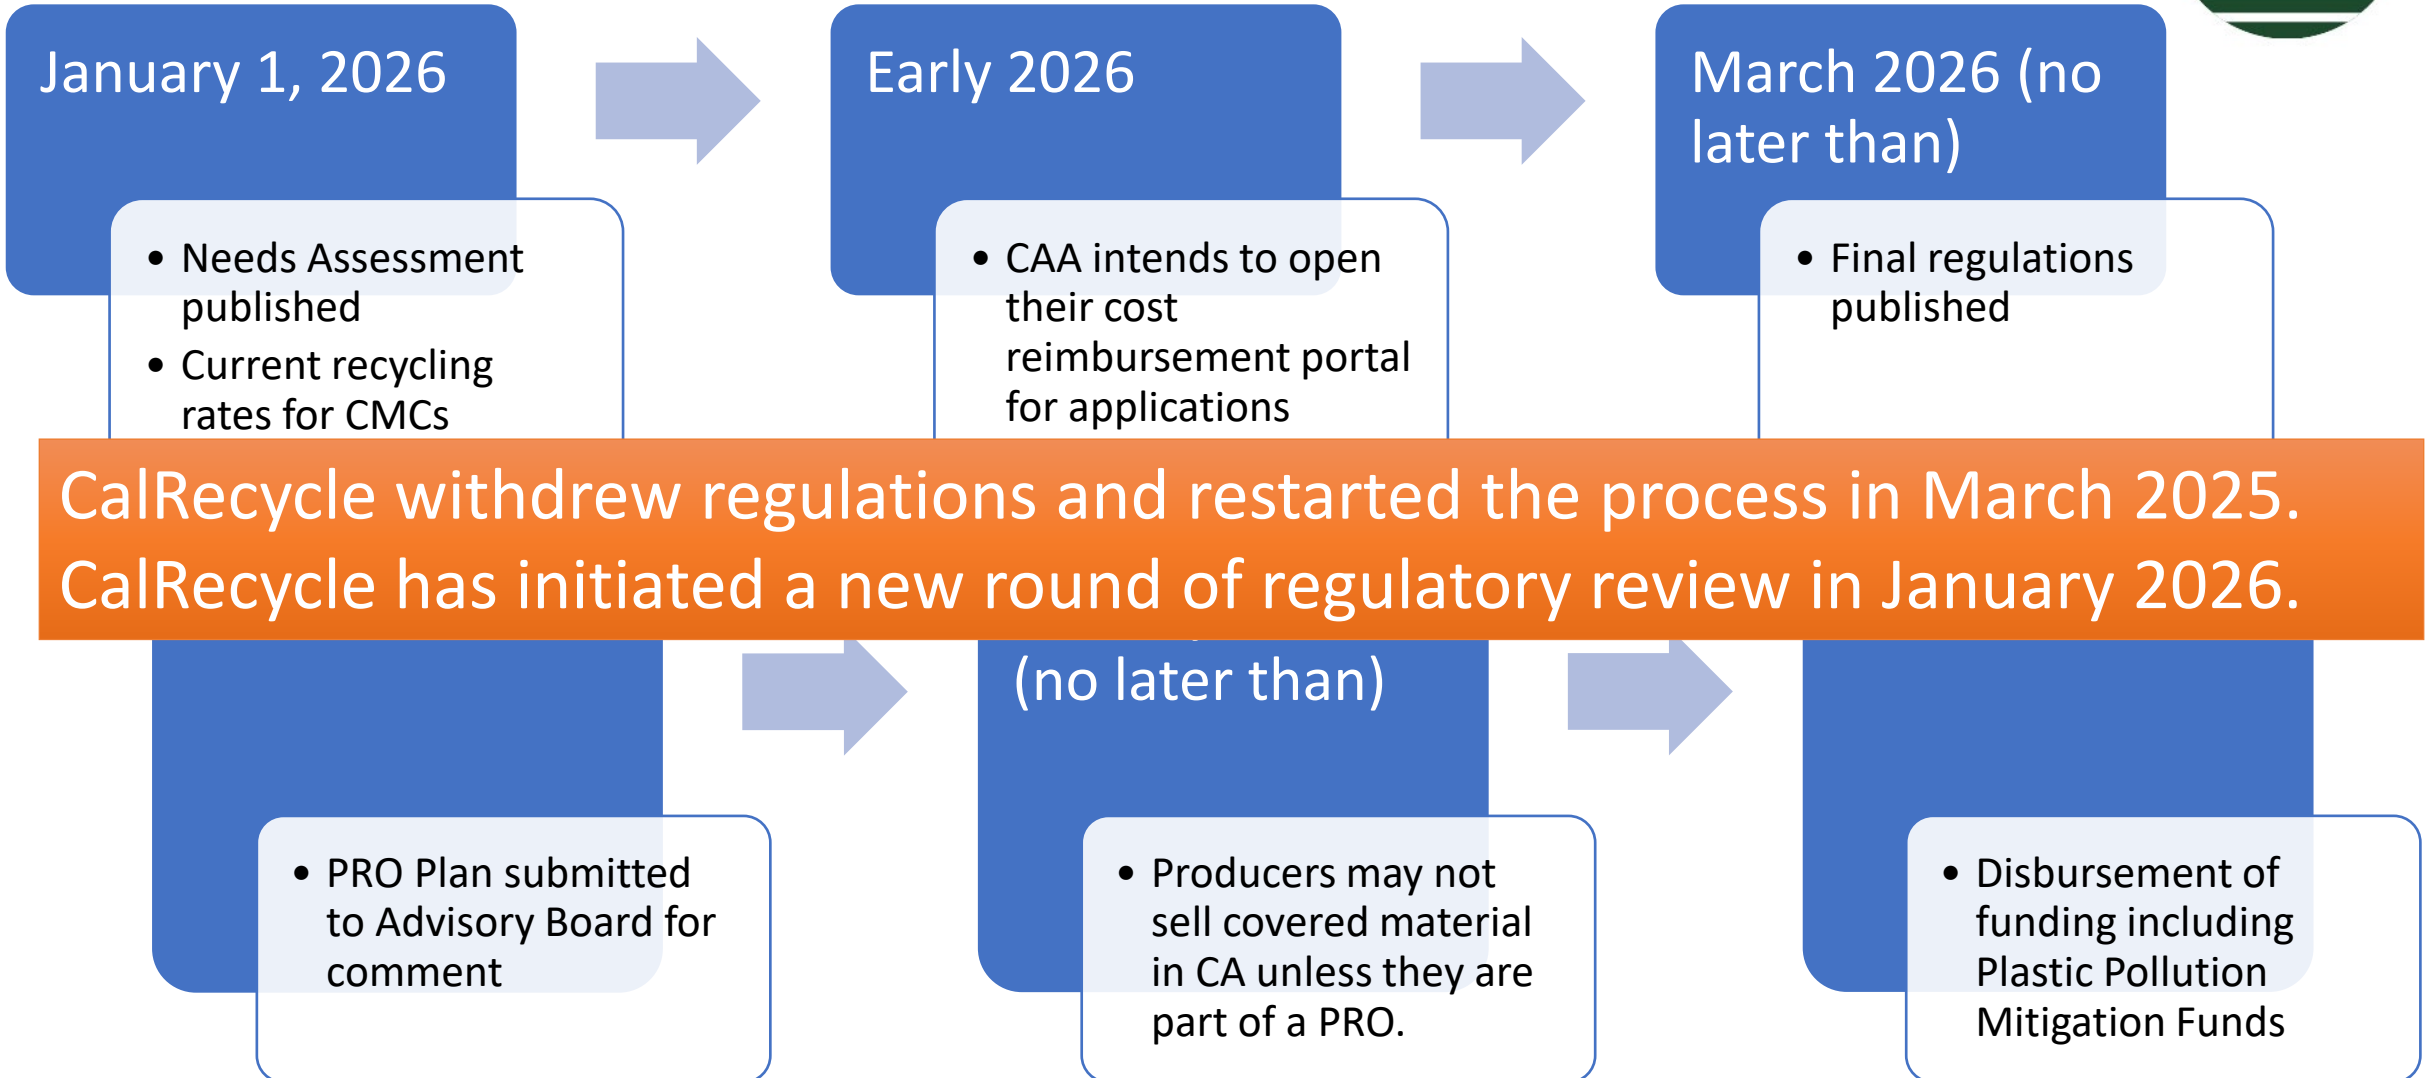 January 1, 2026
• Needs Assessment
published
• Current recycling
rates for CMCs
Early 2026
• CAA intends to open
their cost
reimbursement portal
for applications
March 2026 (no
later than)
• Final regulations
published
CalRecycle withdrew regulations and restarted the process in March 2025.
CalRecycle has initiated a new round of regulatory review in January 2026.
• PRO Plan submitted
to Advisory Board for
comment
(no later than)
• Producers may not
sell covered material
in CA unless they are
part of a PRO.
• Disbursement of
funding including
Plastic Pollution
Mitigation Funds